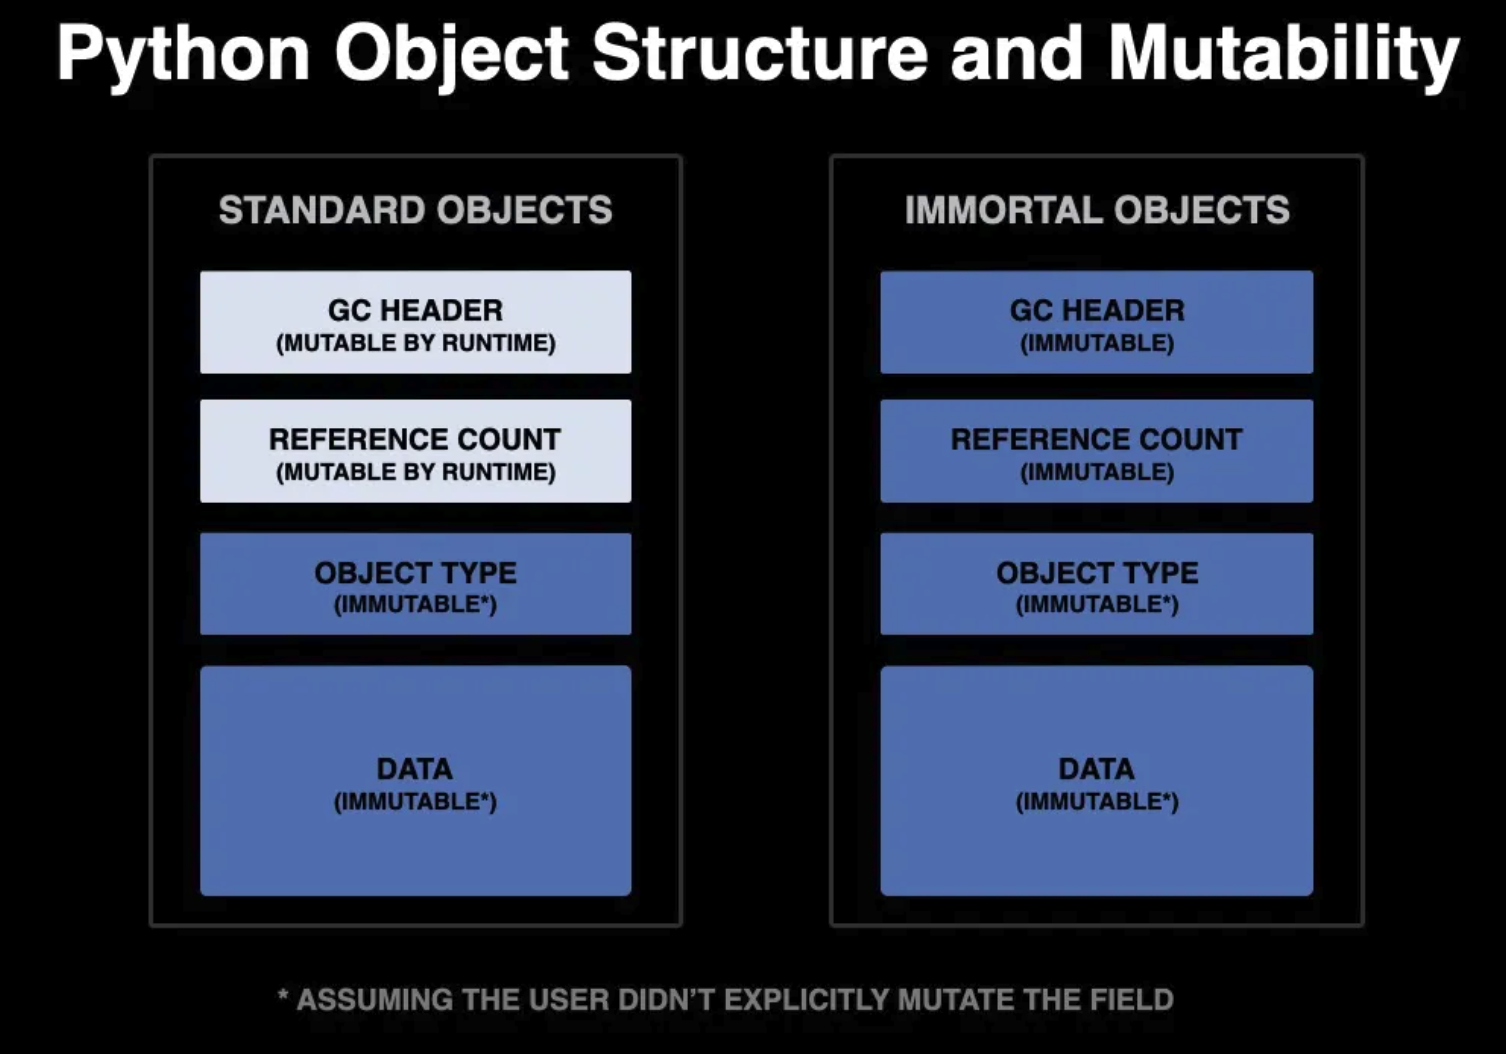 Python Object Structure and Mutability
STANDARD OBJECTS
GC HEADER
(MUTABLE BY RUNTIME)
REFERENCE COUNT
(MUTABLE BY RUNTIME)
OBJECT TYPE
(IMMUTABLE*)
DATA
(IMMUTABLE*)
IMMORTAL OBJECTS
GC HEADER
(IMMUTABLE)
REFERENCE COUNT
(IMMUTABLE)
OBJECT TYPE
(IMMUTABLE*)
DATA
(IMMUTABLE*)
* ASSUMING THE USER DIDN’T EXPLICITLY MUTATE THE FIELD